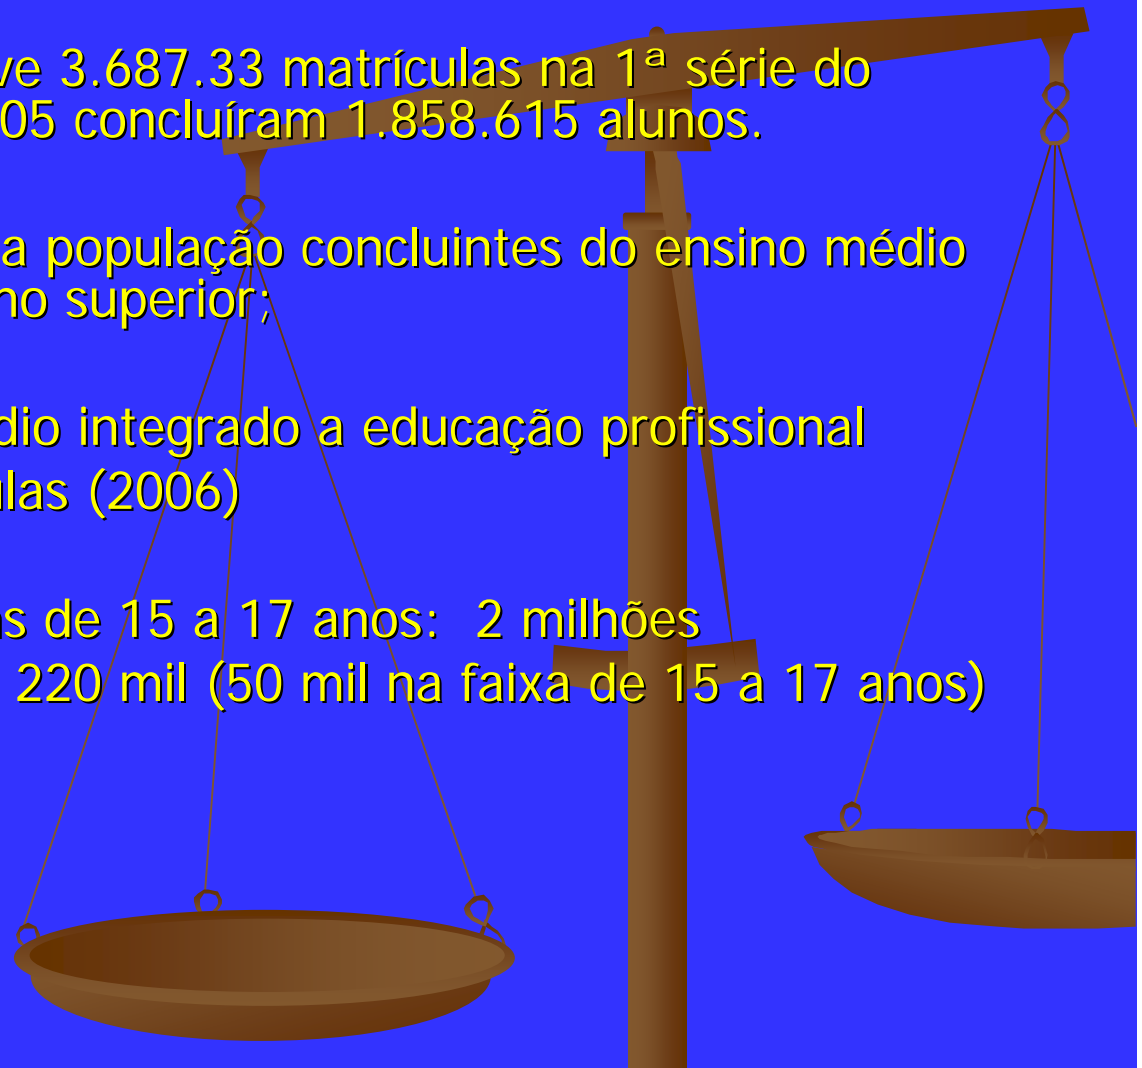 ve 3.687.33 matrículas na 1ª série do
05 concluíram 1.858.615 alunos.
a população concluintes do ensino médio
no superior;
dio integrado a educação profissional
ulas (2006)
as de 15 a 17 anos: 2 milhões
220 mil (50 mil na faixa de 15 a 17 anos)